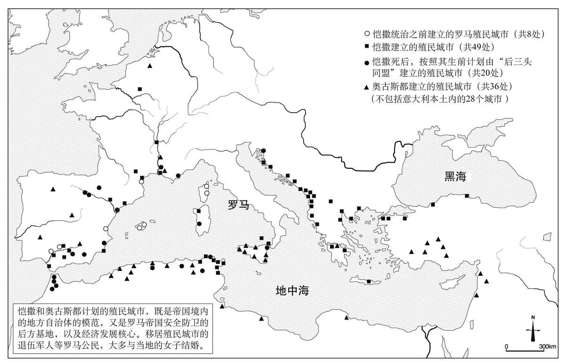 恺撒统治之前建立的罗马殖民城市（共8处）
恺撒建立的殖民城市（共49处）
恺撒死后，按照其生前计划由“后三头
同盟”建立的殖民城市（共20处）
奥古斯都建立的殖民城市（共36处）
（不包括意大利本土内的28个城市）
黑海
罗马
地中海
恺撒和奥古斯都计划的殖民城市，既是帝国境内
的地方自治体的模范，又是罗马帝国安全防卫的
后方基地，以及经济发展核心。移居殖民城市的
退伍军人等罗马公民，大多与当地的女子结婚。
N
0 300km